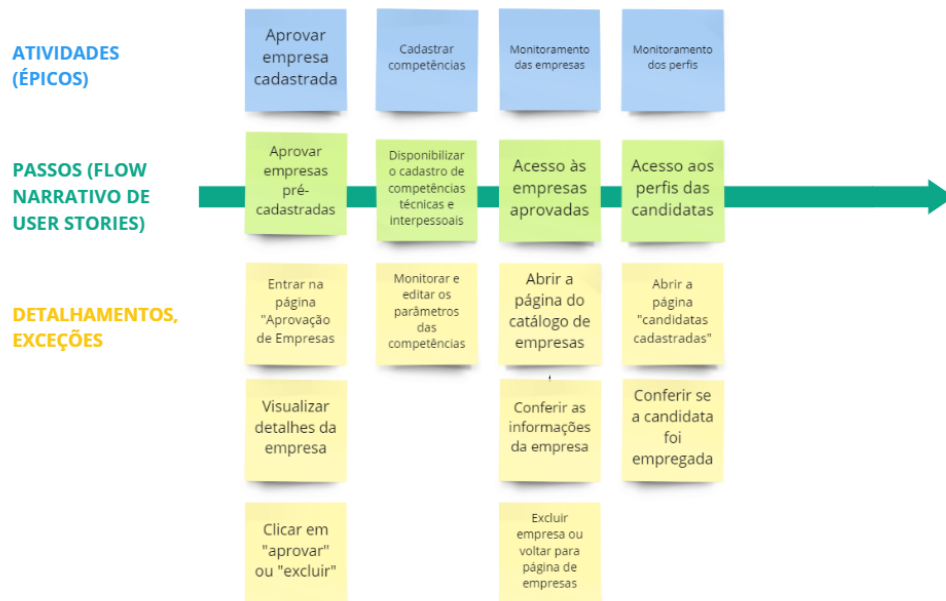 ATIVIDADES
(ÉPICOS)
Aprovar
empresa
cadastrada
Cadastrar
competências
Monitoramento
das empresas
Monitoramento
dos perfis
PASSOS (FLOW
NARRATIVO DE
USER STORIES)
Aprovar
empresas
pré-
cadastradas
Disponibilizar
o cadastro de
competências
técnicas e
interpessoais
Acesso às
empresas
aprovadas
Acesso aos
perfis das
candidatas
DETALHAMENTOS,
EXCEÇÕES
Entrar na
página
"Aprovação
de Empresas
Monitorar e
editar os
parâmetros
das
competências
Abrir a
página do
catálogo de
empresas
Abrir a
página
"candidatas
cadastradas"
Visualizar
detalhes da
empresa
Conferir as
informações
da empresa
Conferir se
a candidata
foi
empregada
Clicar em
"aprovar"
ou "excluir"
Excluir
empresa ou
voltar para
página de
empresas